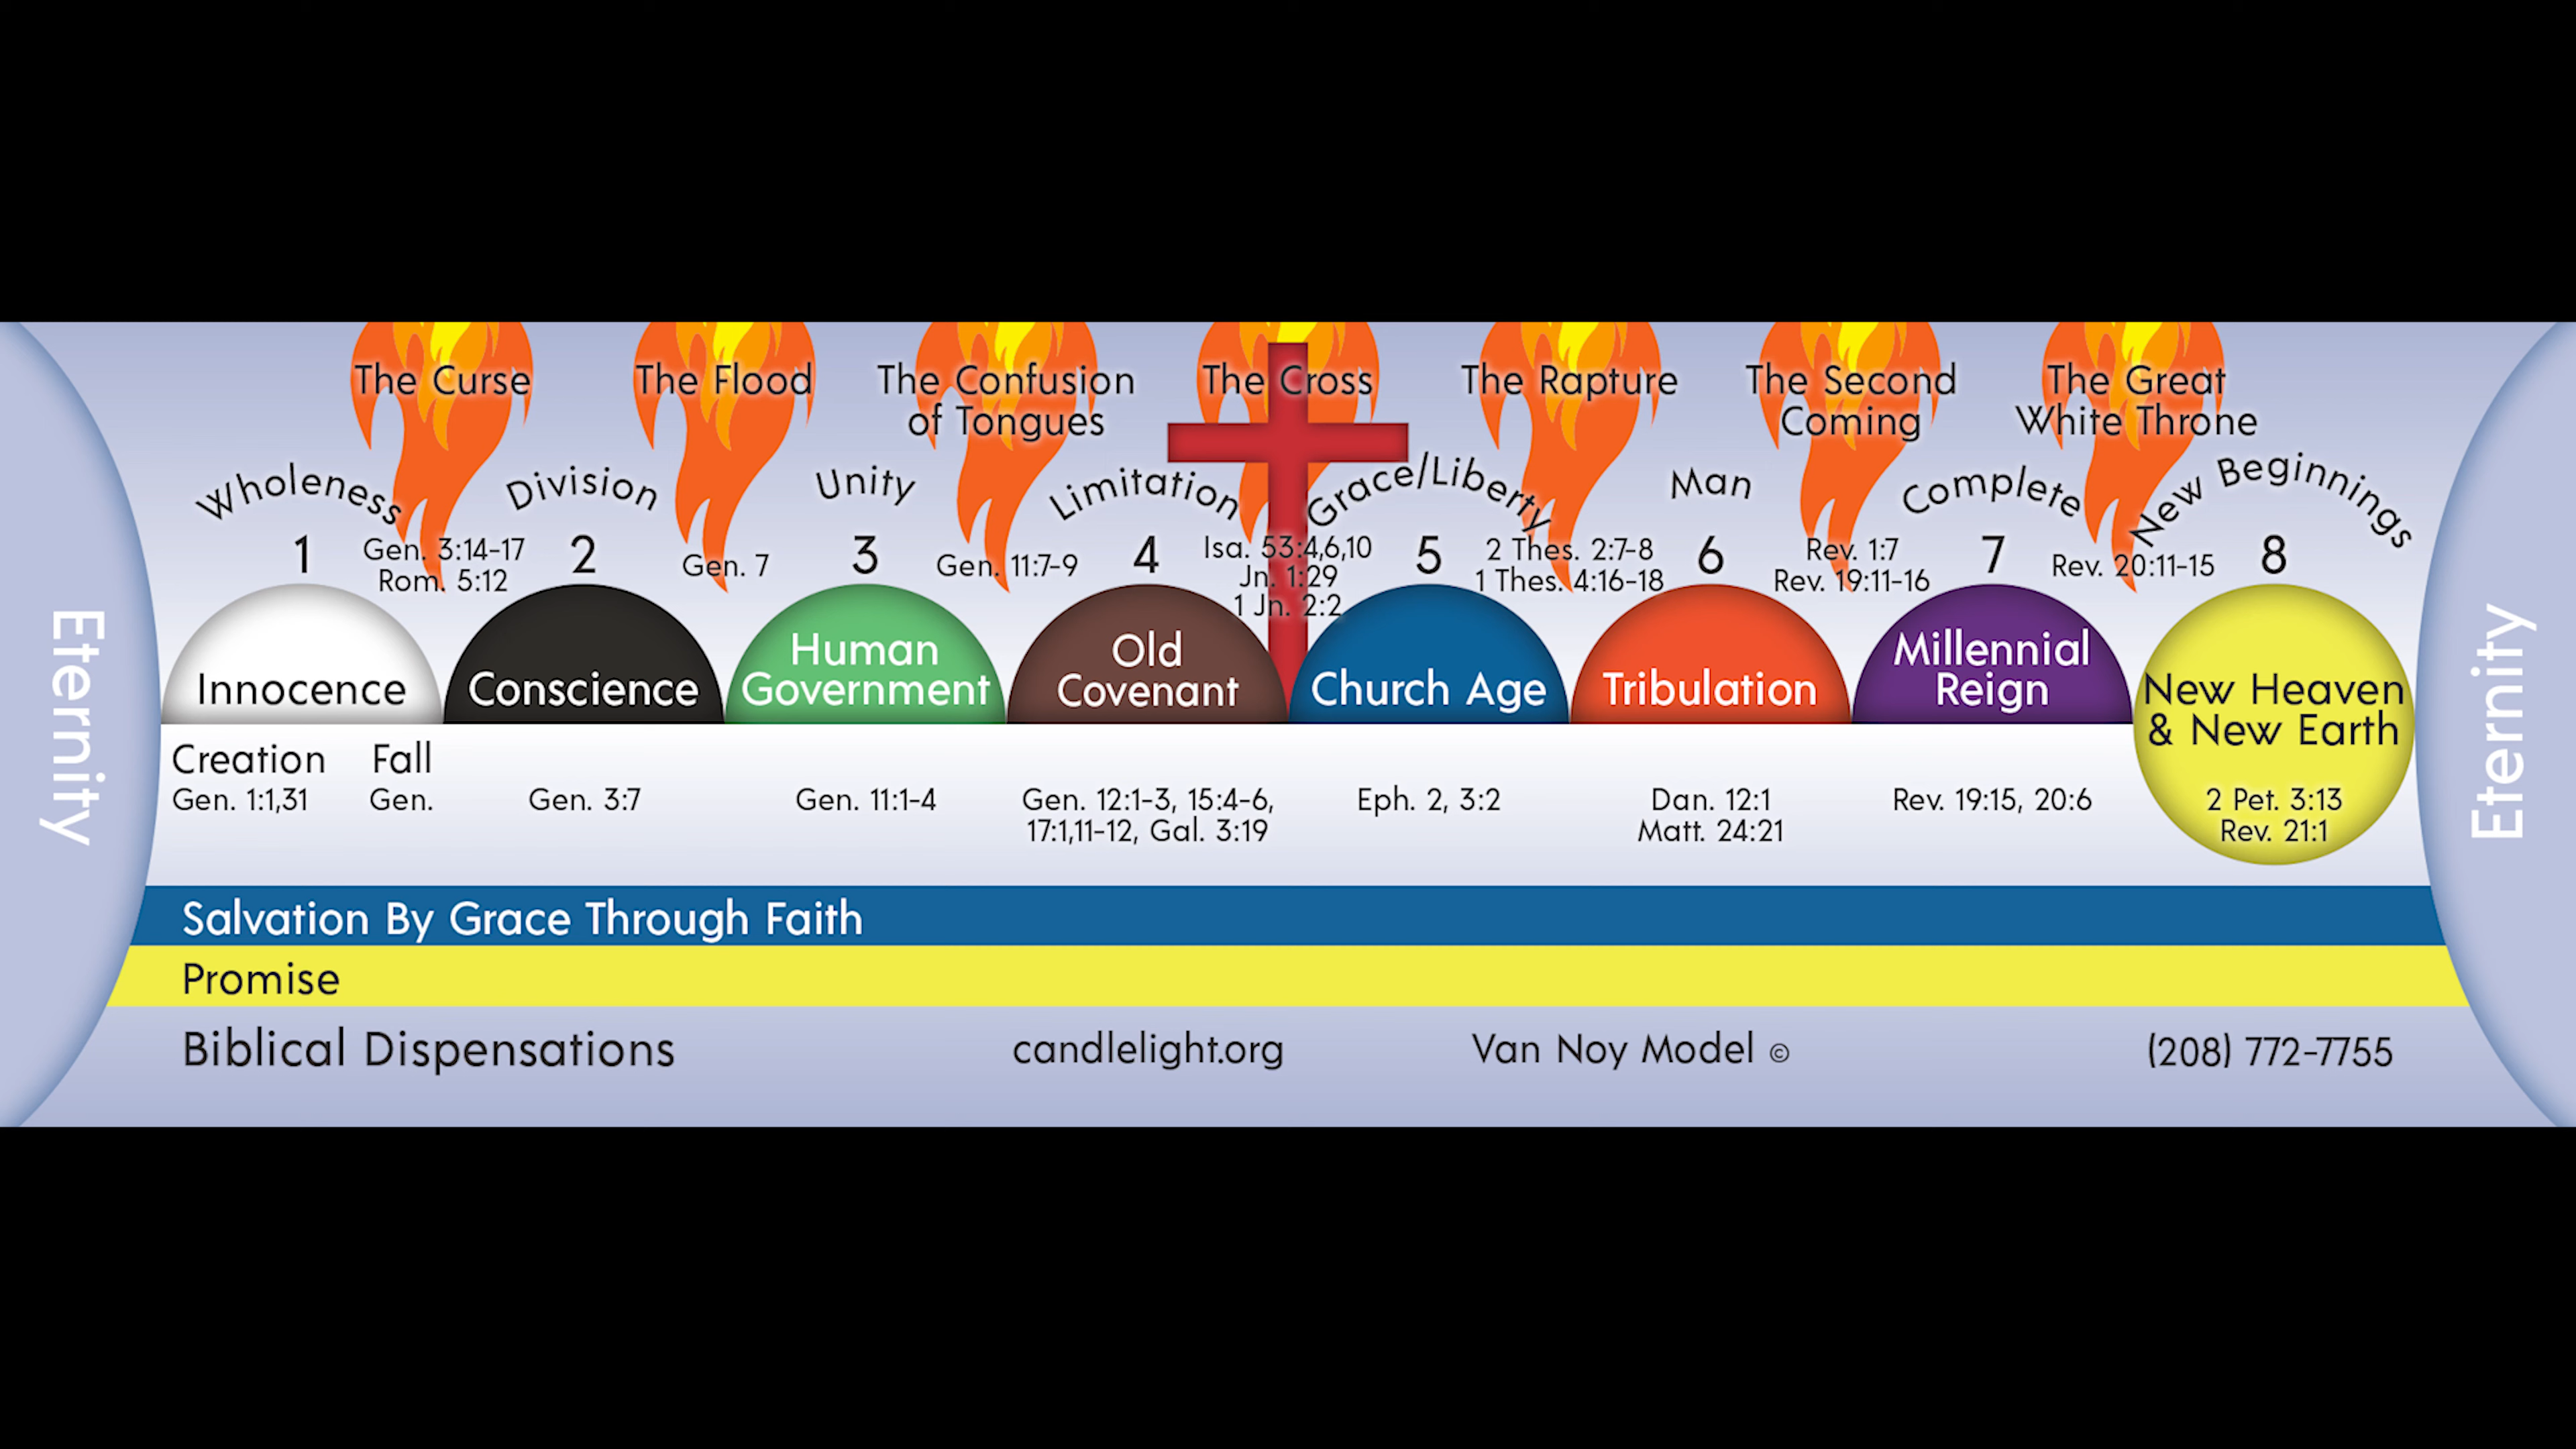 The Curse
The Flood
The Confusion
of Tongues
The Cross
The Rapture
The Second
Coming
The Great
White Throne
Wholeness
Division
Unity
Limitation
Grace/Liberty
Man
Complete
New Beginnings
1
Gen. 3:14-17
Rom. 5:12
2
Gen. 7
3
Gen. 11:7-9
4
Isa. 53:4,6,10
Jn. 1:29
1 Jn. 2:2
5
2 Thes. 2:7-8
1 Thes. 4:16-18
6
Rev. 1:7
Rev. 19:11-16
7
Rev. 20:11-15
8
Eternity
Innocence
Conscience
Human
Government
Old
Covenant
Church Age
Tribulation
Millennial
Reign
New Heaven
& New Earth
Eternity
Creation
Gen. 1:1,31
Fall
Gen.
Gen. 3:7
Gen. 11:1-4
Gen. 12:1-3, 15:4-6,
17:1,11-12, Gal. 3:19
Eph. 2, 3:2
Dan. 12:1
Matt. 24:21
Rev. 19:15, 20:6
2 Pet. 3:13
Rev. 21:1
Salvation By Grace Through Faith
Promise
Biblical Dispensations
candlelight.org
Van Noy Model ©
(208) 772-7755